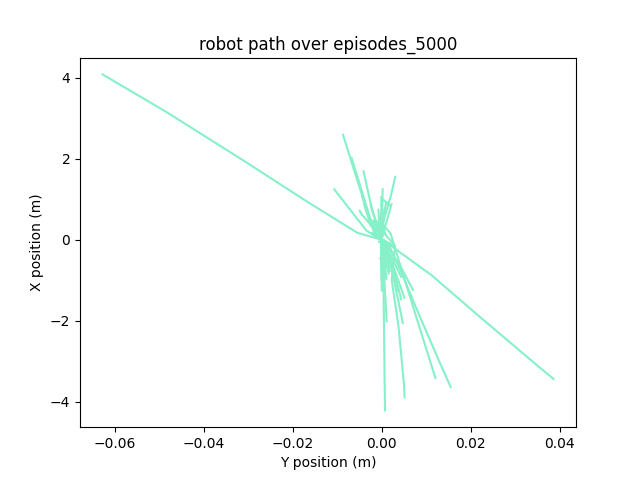 robot path over episodes_5000
X position (m)
4
2
0
−2
−4
−0.06 −0.04 −0.02 0.00 0.02 0.04
Y position (m)